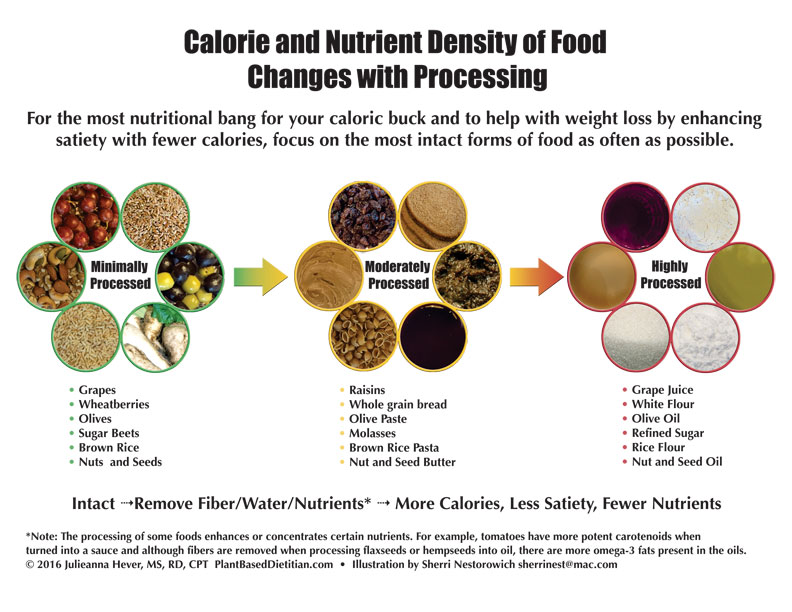 Calorie and Nutrient Density of Food
Changes with Processing
For the most nutritional bang for your caloric buck and to help with weight loss by enhancing
satiety with fewer calories, focus on the most intact forms of food as often as possible.
Minimally
Processed
Moderately
Processed
Highly
Processed
• Grapes
• Wheatberries
• Olives
• Sugar Beets
• Brown Rice
• Nuts and Seeds
• Raisins
• Whole grain bread
• Olive Paste
• Molasses
• Brown Rice Pasta
• Nut and Seed Butter
• Grape Juice
• White Flour
• Olive Oil
• Refined Sugar
• Rice Flour
• Nut and Seed Oil
Intact ⇢Remove Fiber/Water/Nutrients* ⇢ More Calories, Less Satiety, Fewer Nutrients
*Note: The processing of some foods enhances or concentrates certain nutrients. For example, tomatoes have more potent carotenoids when
turned into a sauce and although fibers are removed when processing flaxseeds or hempseeds into oil, there are more omega-3 fats present in the oils.
© 2016 Julieanna Hever, MS, RD, CPT PlantBasedDietitian.com • Illustration by Sherri Nestorowich sherrinest@mac.com